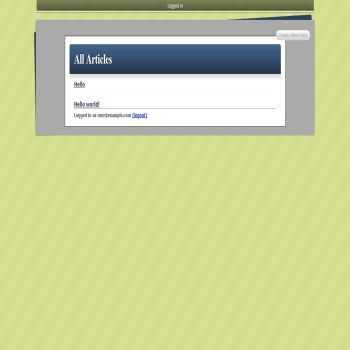 Logged in
Create a New Article
All Articles
Hello
Hello world!
Logged in as user@example.com [logout]